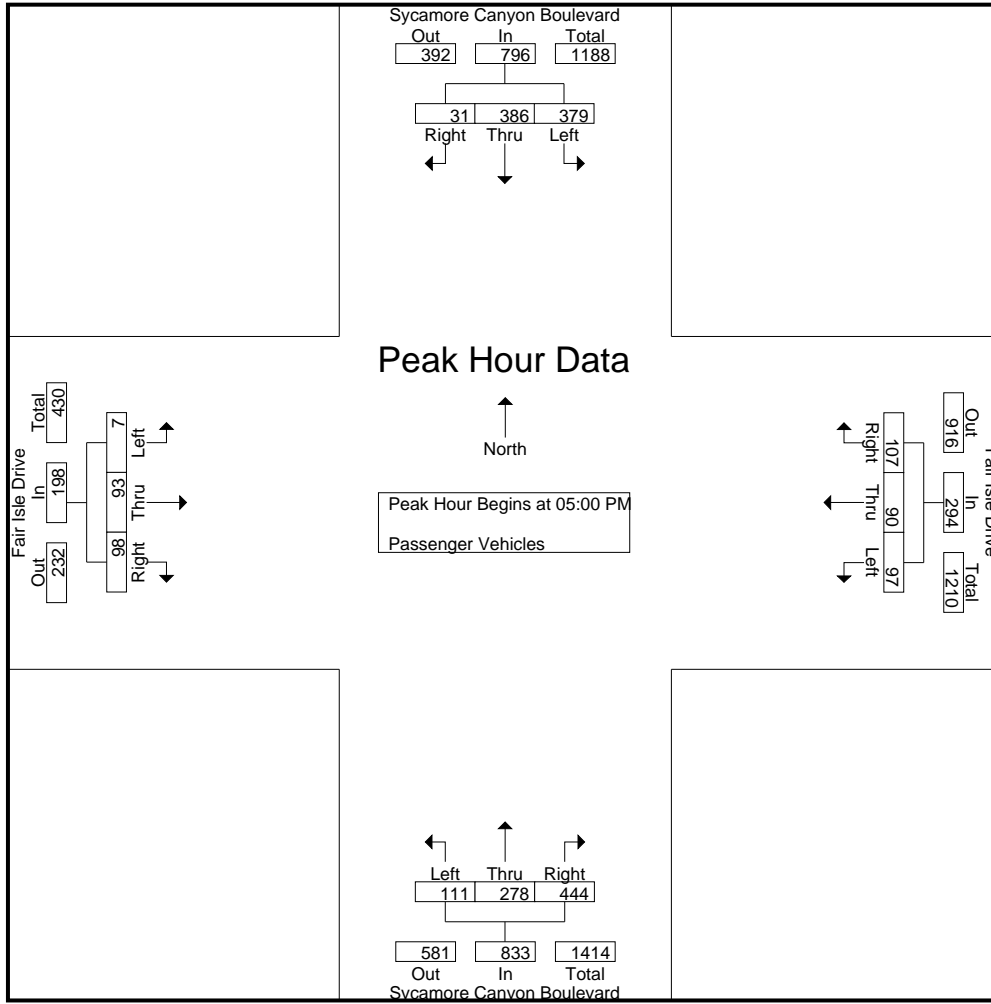 Sycamore Canyon Boulevard
Out In Total
392 796 1188
31 386 379
Right Thru Left
Peak Hour Data
North
Peak Hour Begins at 05:00 PM
Passenger Vehicles
Fair Isle Drive
Total In Out
430 198 232
7 93 98
Left Thru Right
Fair Isle Drive
Out In Total
916 294 1210
107 90 97
Right Thru Left
Left Thru Right
111 278 444
581 833 1414
Out In Total
Sycamore Canyon Boulevard